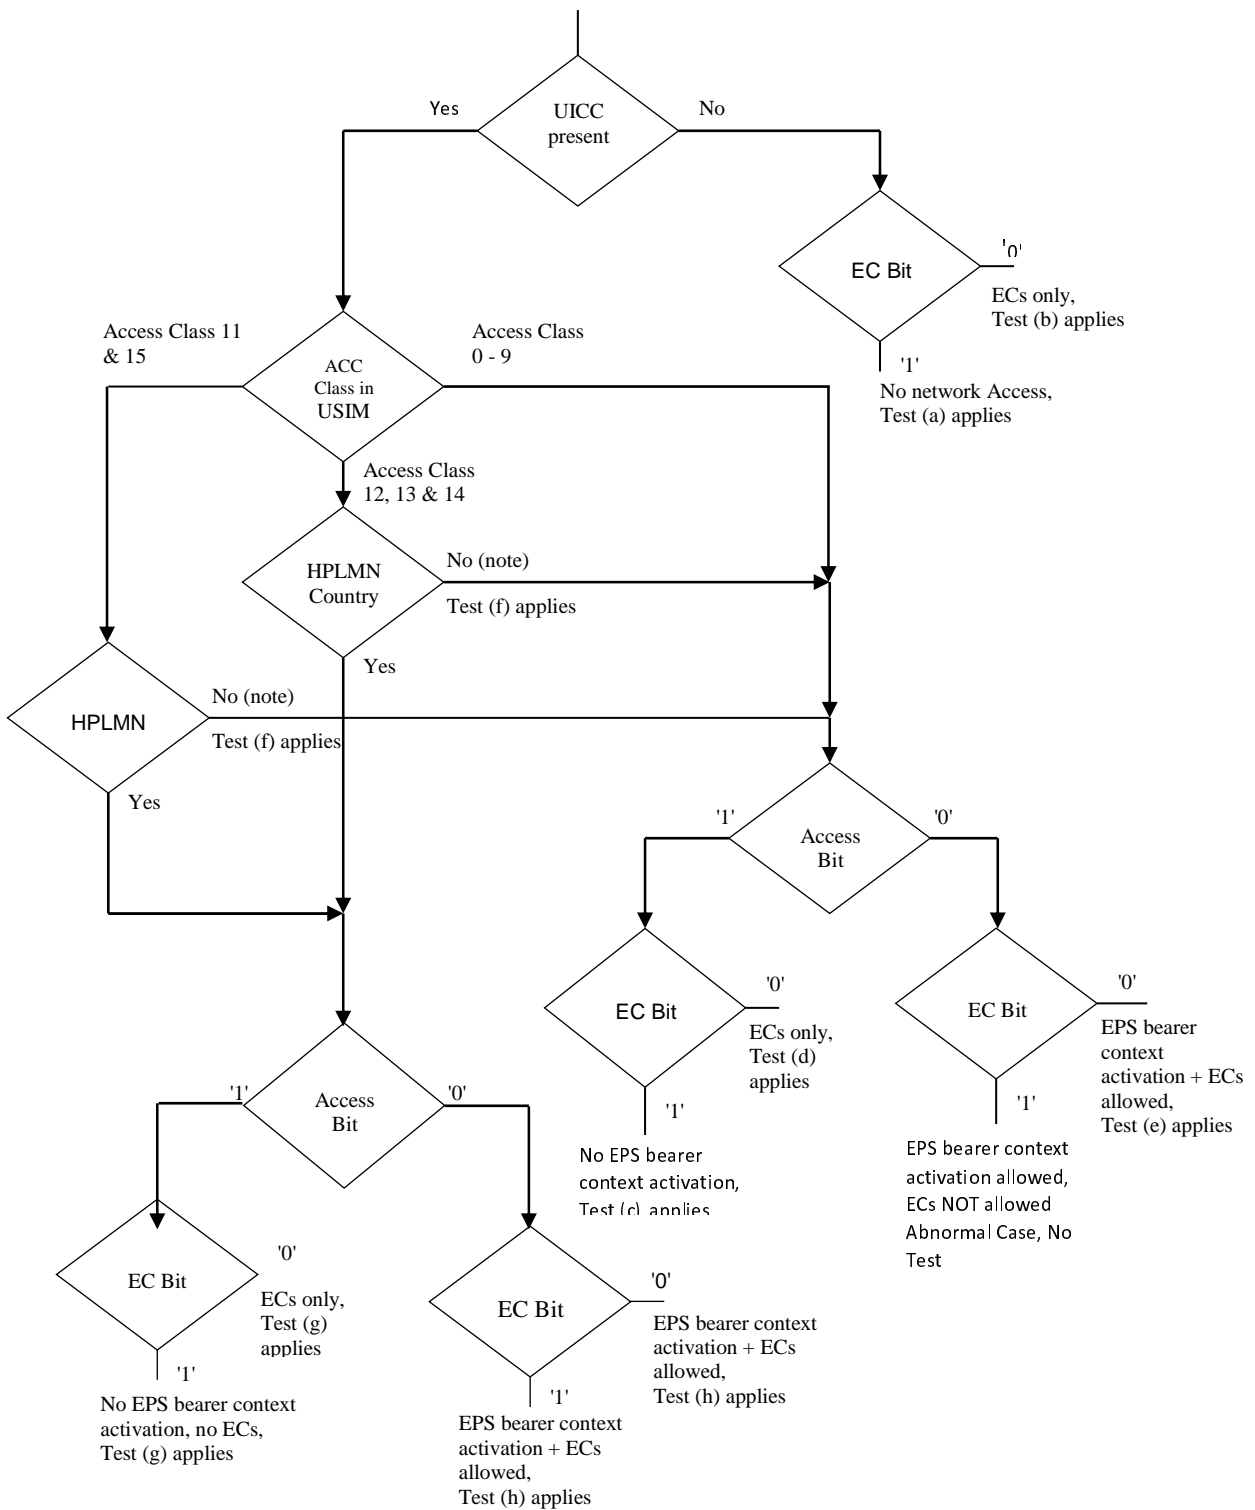 UICC
present
Yes
No
EC Bit
'0'
ECs only,
Test (b) applies
'1'
No network Access,
Test (a) applies
Access Class 11
& 15
ACC
Class in
USIM
Access Class
0 - 9
Access Class
12, 13 & 14
HPLMN
Country
No (note)
Test (f) applies
Yes
HPLMN
No (note)
Test (f) applies
Yes
'1'
Access
Bit
'0'
EC Bit
'0'
ECs only,
Test (d)
applies
'1'
No EPS bearer
context activation,
Test (c) applies
EC Bit
'0'
EPS bearer
context
activation + ECs
allowed,
Test (e) applies
'1'
EPS bearer context
activation allowed,
ECs NOT allowed
Abnormal Case, No
Test
'1'
Access
Bit
'0'
EC Bit
'0'
ECs only,
Test (g)
applies
'1'
No EPS bearer context
activation, no ECs,
Test (g) applies
EC Bit
'0'
EPS bearer context
activation + ECs
allowed,
Test (h) applies
'1'
EPS bearer context
activation + ECs
allowed,
Test (h) applies